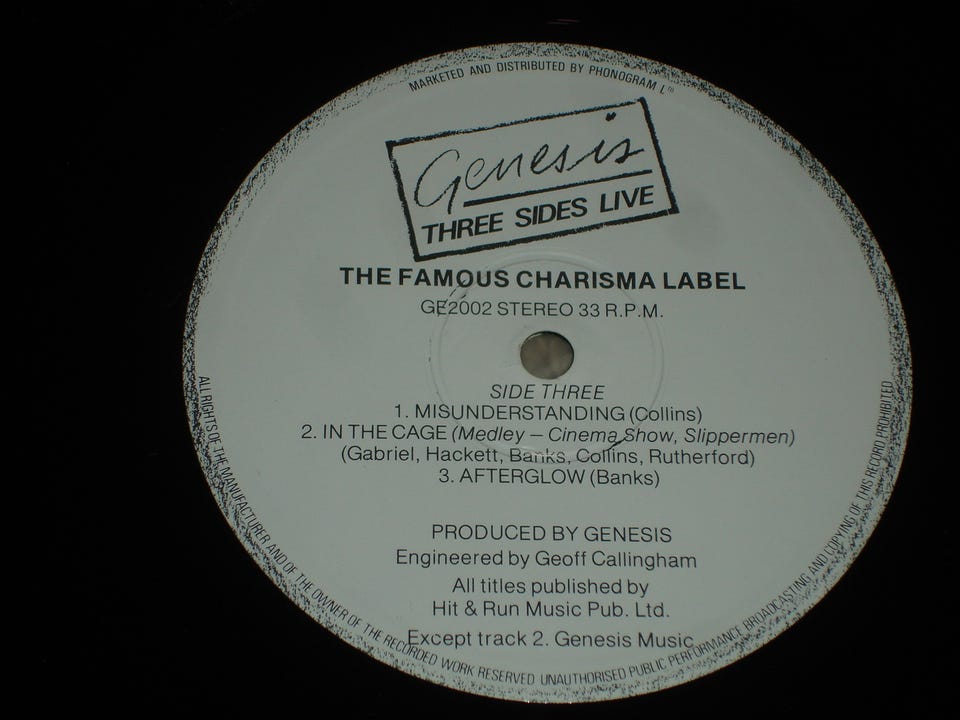 MARKETED AND DISTRIBUTED BY PHONOGRAM LTD
Genesis
THREE SIDES LIVE
THE FAMOUS CHARISMA LABEL
GE2002 STEREO 33 R.P.M.
SIDE THREE
1. MISUNDERSTANDING (Collins)
2. IN THE CAGE (Medley – Cinema Show, Slippermen)
(Gabriel, Hackett, Banks, Collins, Rutherford)
3. AFTERGLOW (Banks)
PRODUCED BY GENESIS
Engineered by Geoff Callingham
All titles published by
Hit & Run Music Pub. Ltd.
Except track 2. Genesis Music
ALL RIGHTS OF THE MANUFACTURER AND OF THE OWNER OF THE RECORDED WORK RESERVED UNAUTHORISED PUBLIC PERFORMANCE BROADCASTING AND COPYING OF THIS RECORD PROHIBITED